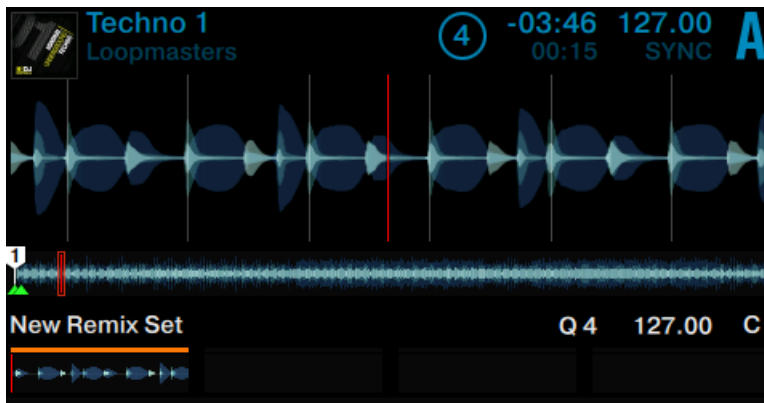 Techno 1
Loopmasters
4
-03:46 127.00
00:15 SYNC
A
1
New Remix Set
Q 4 127.00 C